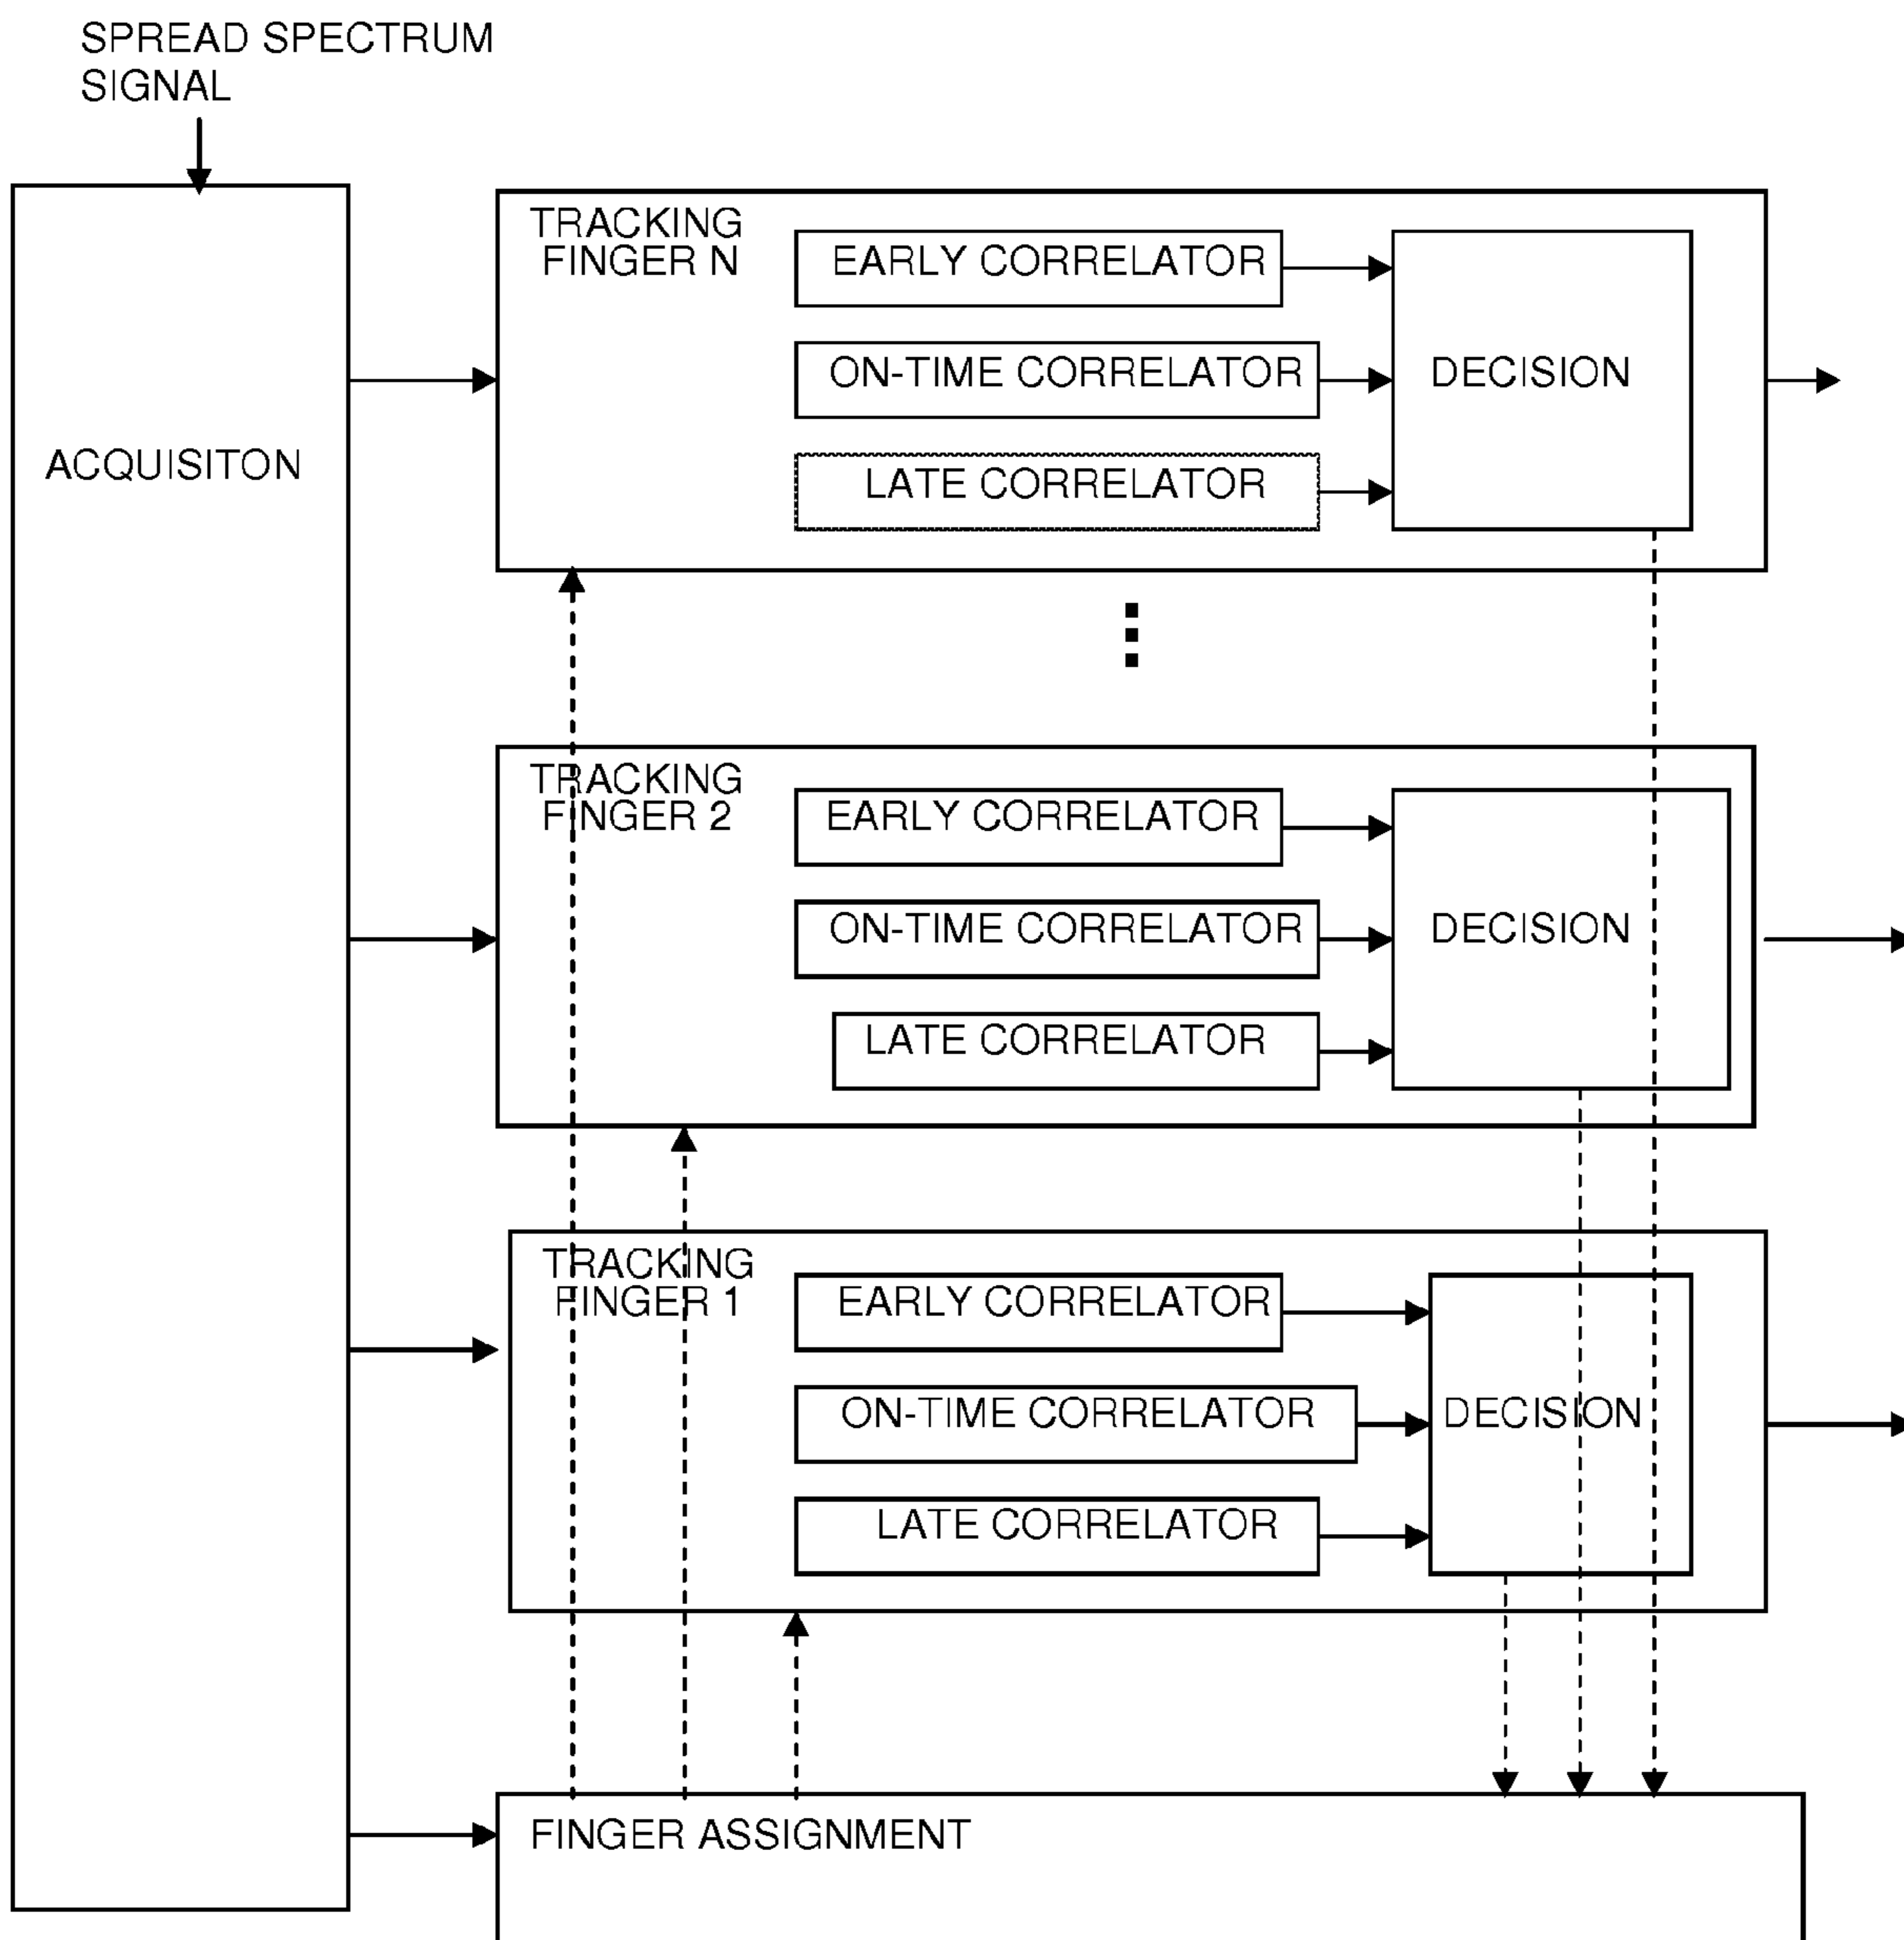 SPREAD SPECTRUM
SIGNAL
ACQUISITON
TRACKING
FINGER N
EARLY CORRELATOR
ON-TIME CORRELATOR
LATE CORRELATOR
DECISION
TRACKING
FINGER 2
EARLY CORRELATOR
ON-TIME CORRELATOR
LATE CORRELATOR
DECISION
TRACKING
FINGER 1
EARLY CORRELATOR
ON-TIME CORRELATOR
LATE CORRELATOR
DECISION
FINGER ASSIGNMENT